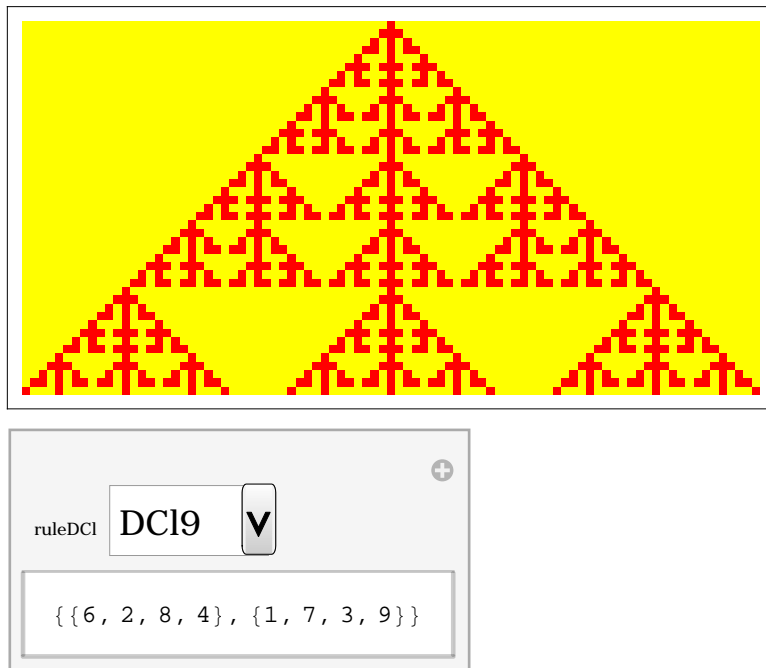 ruleDCl DCl9
{{6, 2, 8, 4}, {1, 7, 3, 9}}